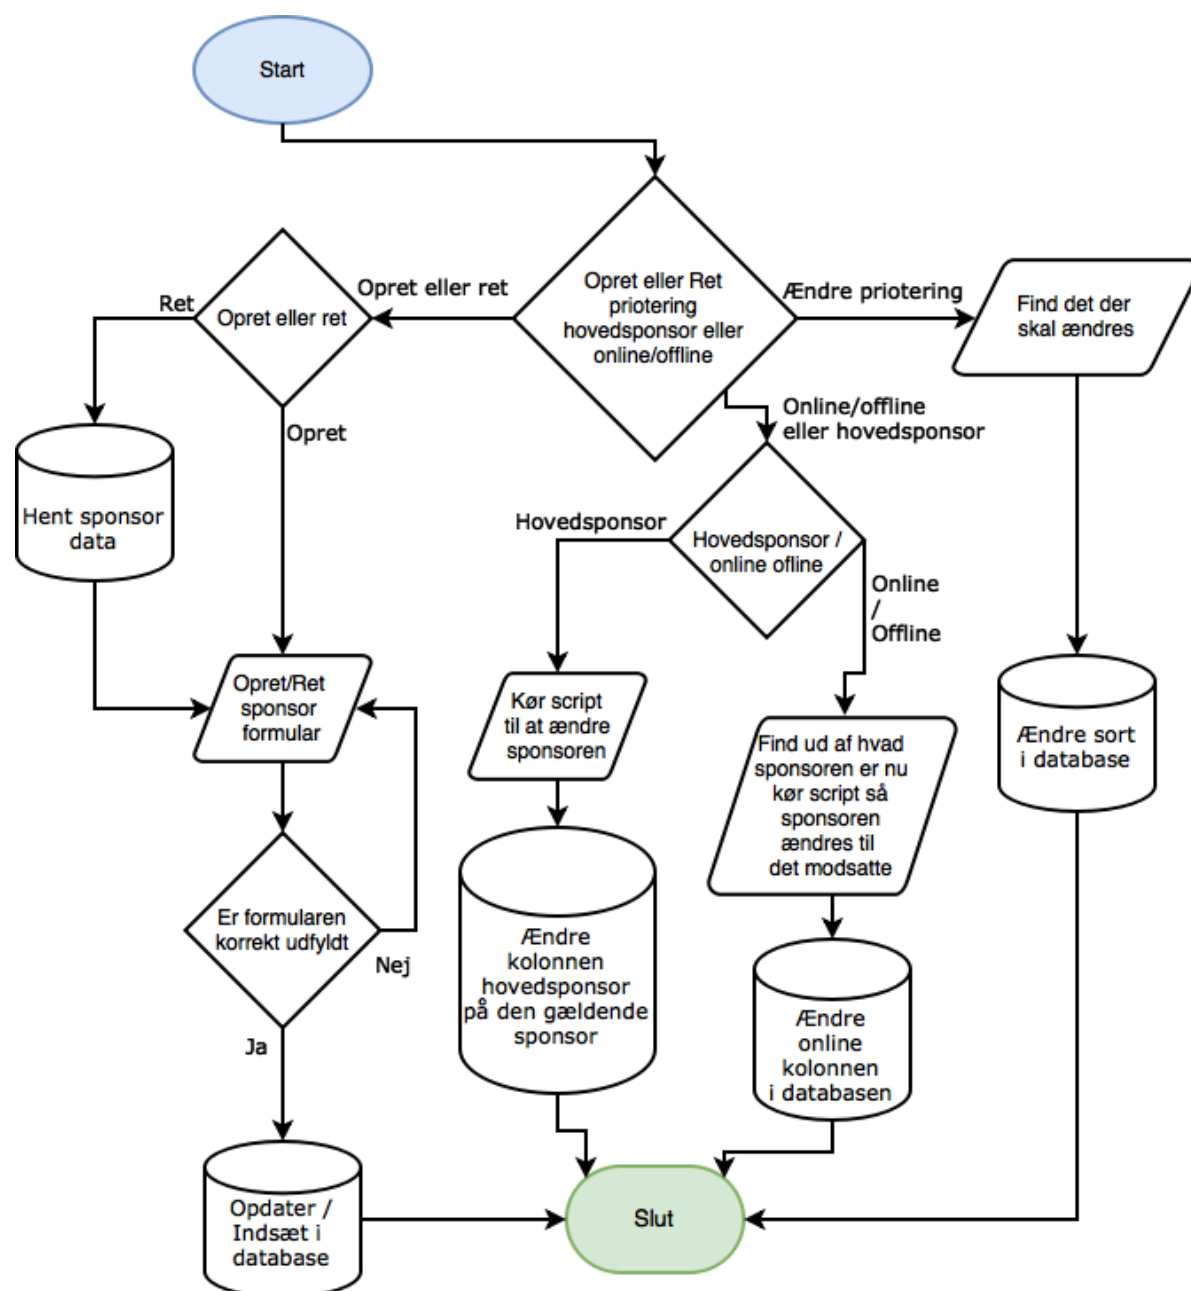 Start
Opret eller Ret
priotering
hovedsponsor eller
online/offline
Opret eller ret
Ændre priotering
Find det der
skal ændres
Ret
Opret eller ret
Opret
Online/offline
eller hovedsponsor
Hent sponsor
data
Hovedsponsor
Hovedsponsor /
online ofline
Online
/
Offline
Opret/Ret
sponsor
formular
Kør script
til at ændre
sponsoren
Find ud af hvad
sponsoren er nu
kør script så
sponsoren
ændres til
det modsatte
Ændre sort
i database
Er formularen
korrekt udfyldt
Nej
Ja
Ændre
kolonnen
hovedsponsor
på den gældende
sponsor
Ændre
online
kolonnen
i databasen
Opdater /
Indsæt i
database
Slut